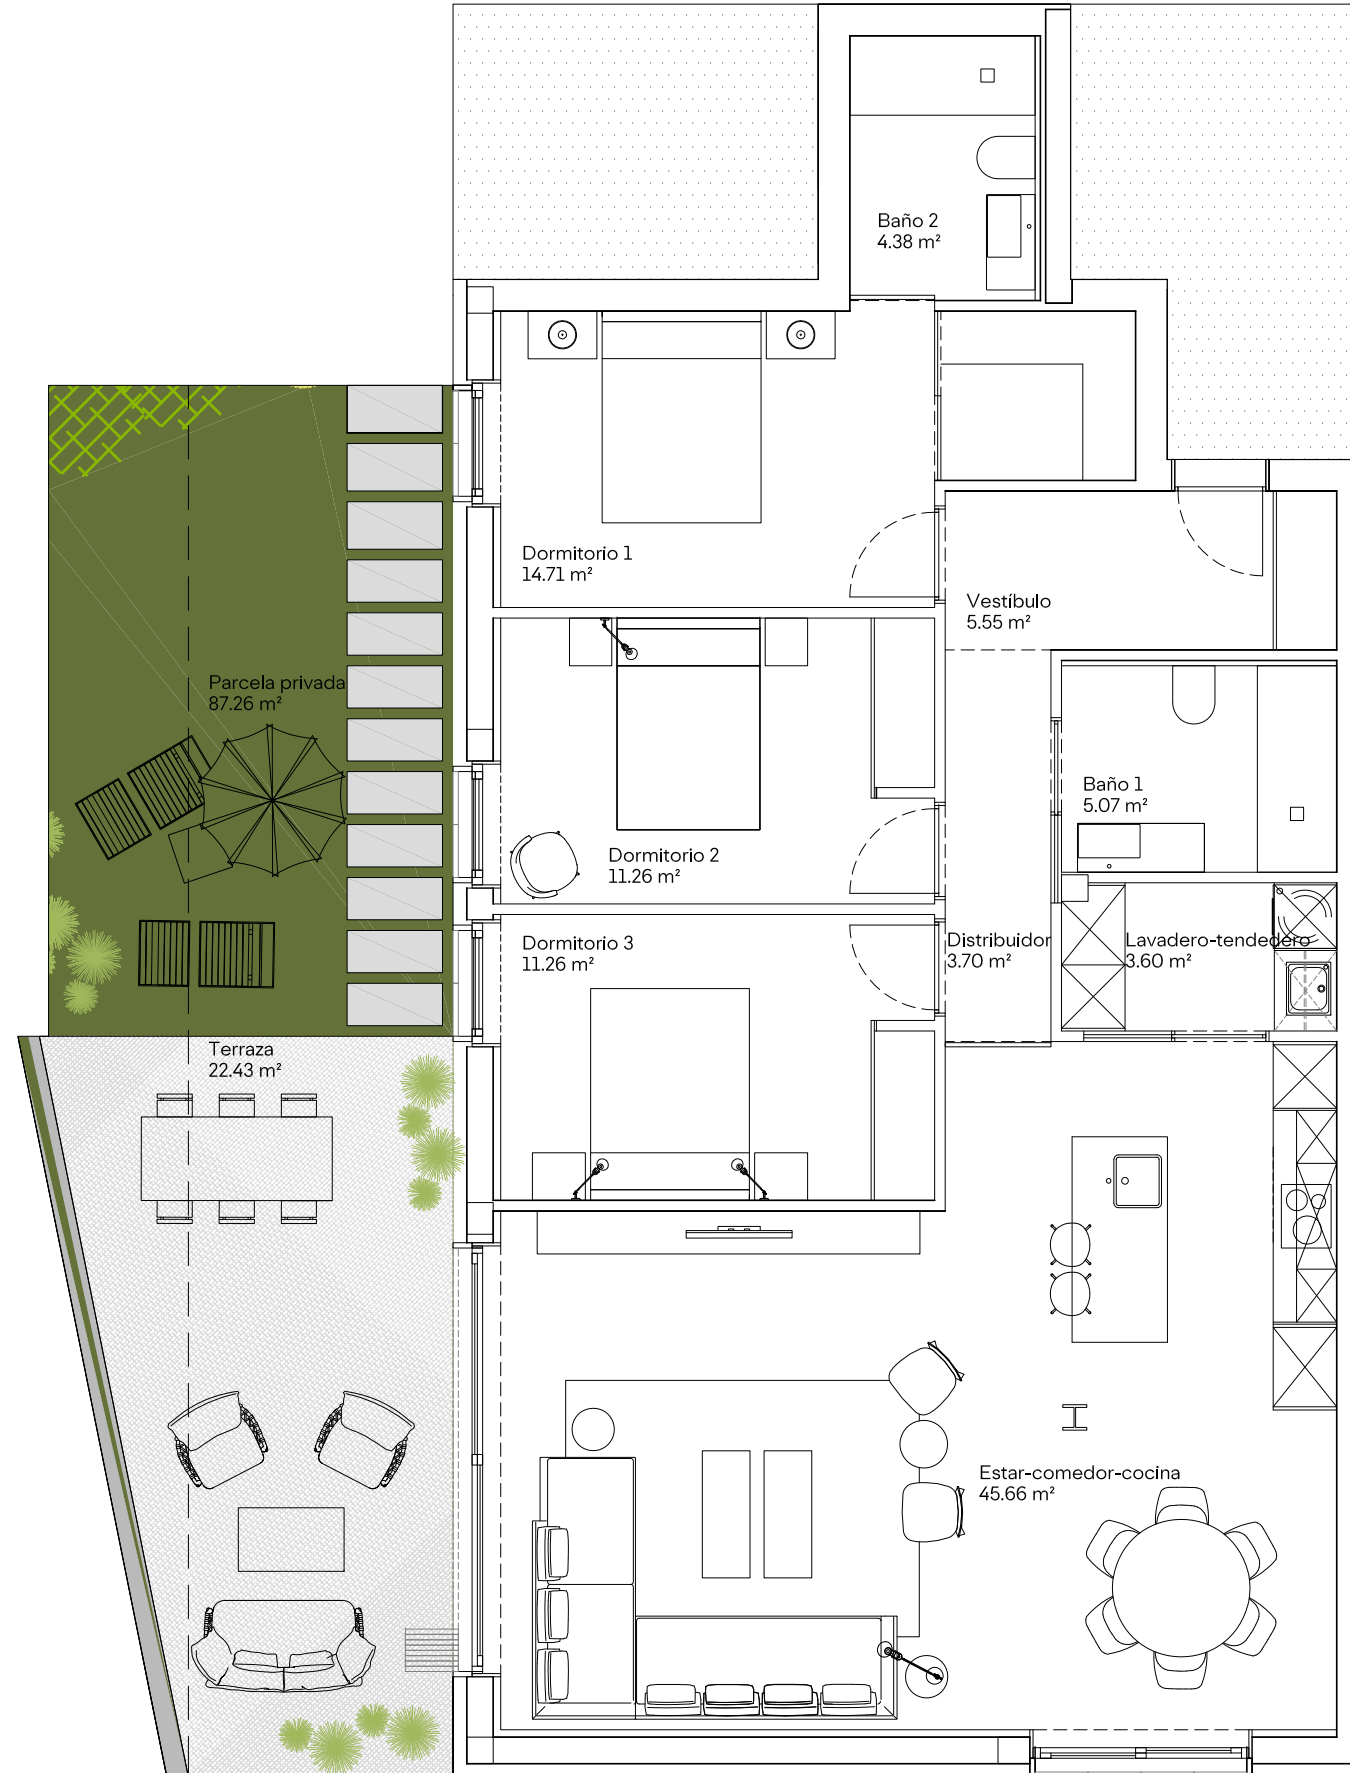 Baño 2
4.38 m²
Dormitorio 1
14.71 m²
Vestíbulo
5.55 m²
Parcela privada
87.26 m²
Baño 1
5.07 m²
Dormitorio 2
11.26 m²
Dormitorio 3
11.26 m²
Distribuidor
3.70 m²
Lavadero-tendedero
3.60 m²
Terraza
22.43 m²
Estar-comedor-cocina
45.66 m²